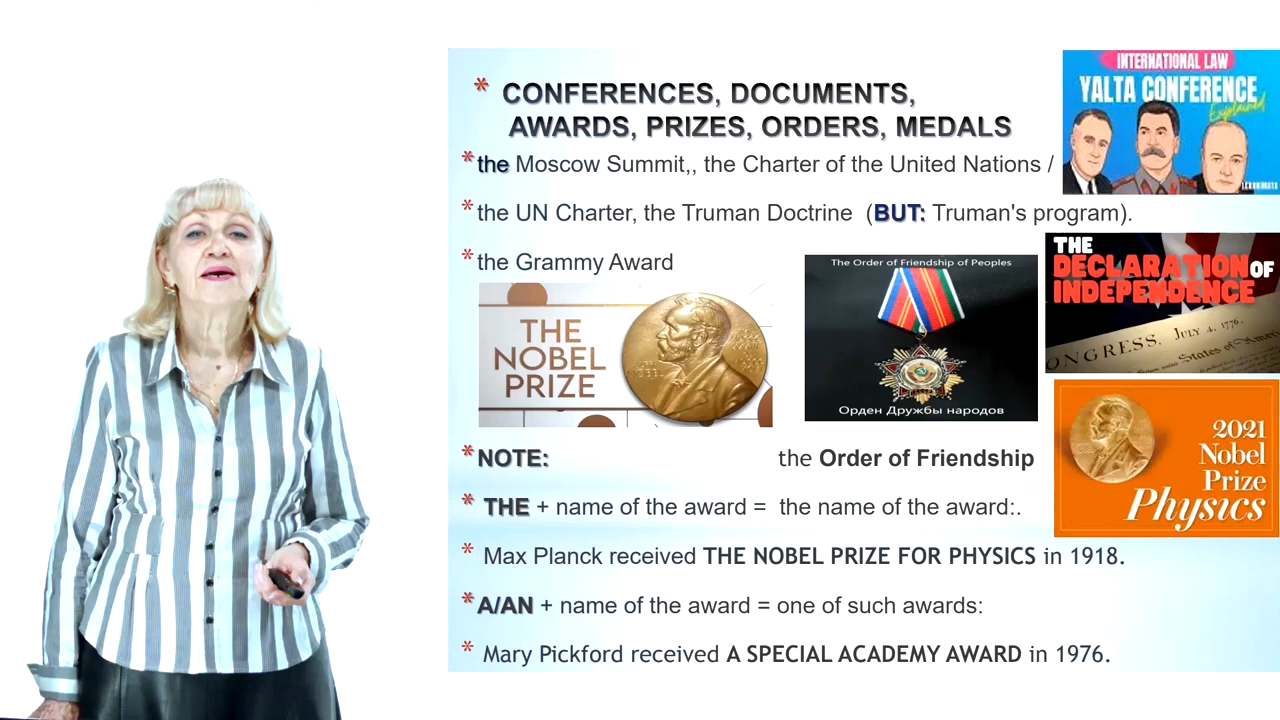 * CONFERENCES, DOCUMENTS,
AWARDS, PRIZES, ORDERS, MEDALS
* the Moscow Summit,, the Charter of the United Nations /
* the UN Charter, the Truman Doctrine (BUT: Truman's program).
* the Grammy Award
INTERNATIONAL LAW
YALTA CONFERENCE
Explained
THE
DECLARATION OF
INDEPENDENCE
ONGRESS, JULY 4, 1776.
States of Amer
THE
NOBEL
PRIZE
The Order of Friendship of Peoples
Орден Дружбы народов
2021
Nobel
Prize
Physics
* NOTE: the Order of Friendship
* THE + name of the award = the name of the award:.
* Max Planck received THE NOBEL PRIZE FOR PHYSICS in 1918.
* A/AN + name of the award = one of such awards:
* Mary Pickford received A SPECIAL ACADEMY AWARD in 1976.